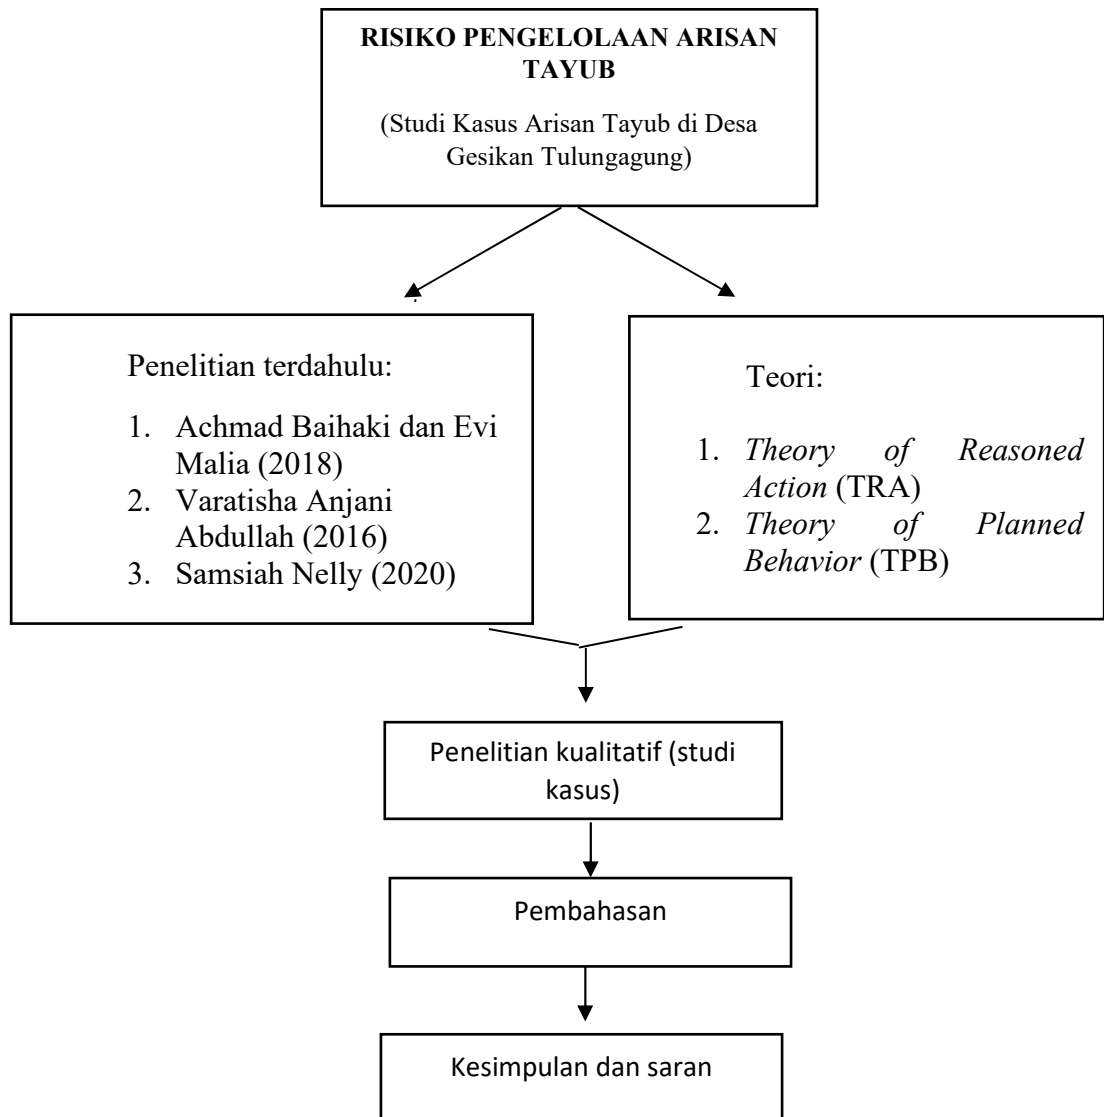 RISIKO PENGELOLAAN ARISAN
TAYUB
(Studi Kasus Arisan Tayub di Desa
Gesikan Tulungagung)
Penelitian terdahulu:
1. Achmad Baihaki dan Evi
Malia (2018)
2. Varatisha Anjani
Abdullah (2016)
3. Samsiah Nelly (2020)
Teori:
1. Theory of Reasoned
Action (TRA)
2. Theory of Planned
Behavior (TPB)
Penelitian kualitatif (studi
kasus)
Pembahasan
Kesimpulan dan saran